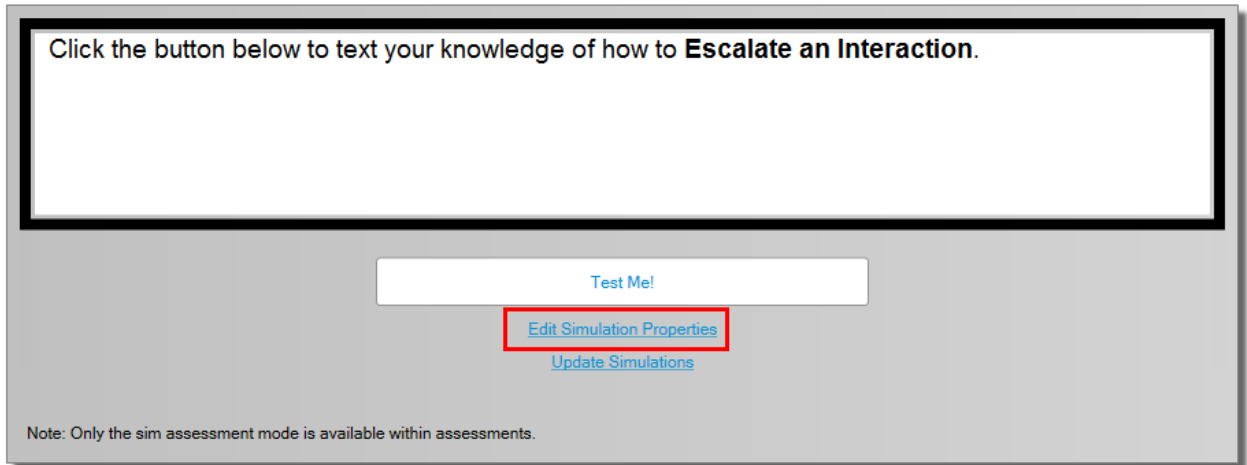 Click the button below to text your knowledge of how to Escalate an Interaction.
Test Me!
Edit Simulation Properties
Update Simulations
Note: Only the sim assessment mode is available within assessments.